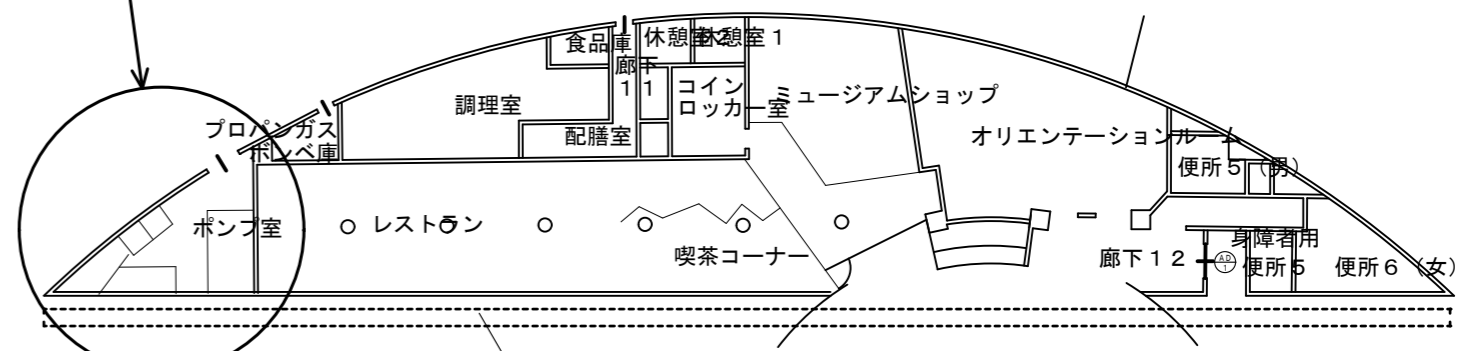 食品庫
休憩室2
休憩室1
廊下
11
コイン
ロッカー室
ミュージアムショップ
調理室
プロパンガス
ボンベ庫
配膳室
オリエンテーションルーム
便所5（男）
ポンプ室
レストラン
喫茶コーナー
廊下12
AD
1
身障者用
便所5
便所6（女）